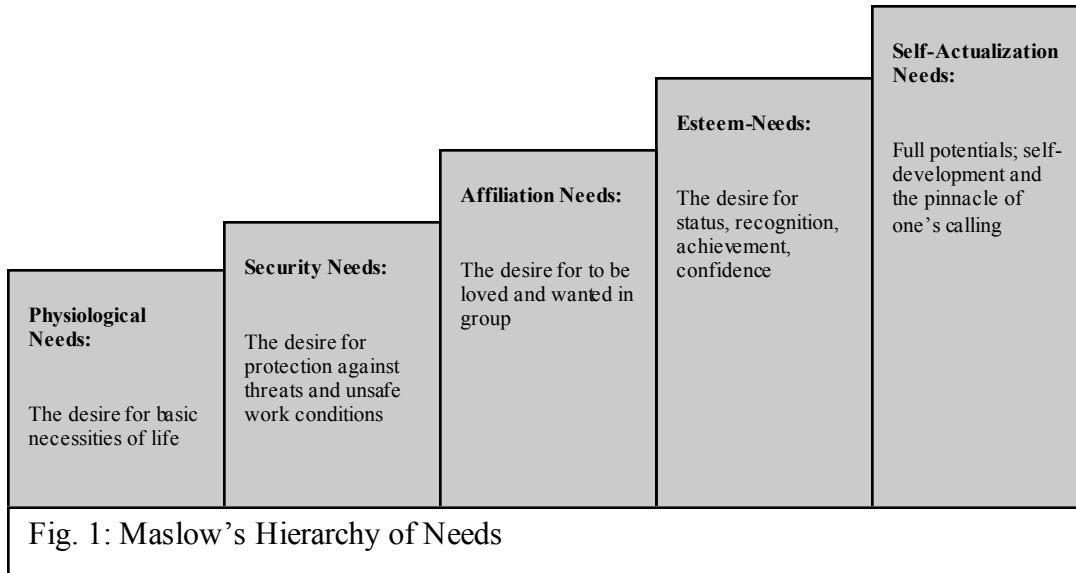 Physiological
Needs:
The desire for basic
necessities of life
Security Needs:
The desire for
protection against
threats and unsafe
work conditions
Affiliation Needs:
The desire for to be
loved and wanted in
group
Esteem-Needs:
The desire for
status, recognition,
achievement,
confidence
Self-Actualization
Needs:
Full potentials; self-
development and
the pinnacle of
one’s calling
Fig. 1: Maslow’s Hierarchy of Needs